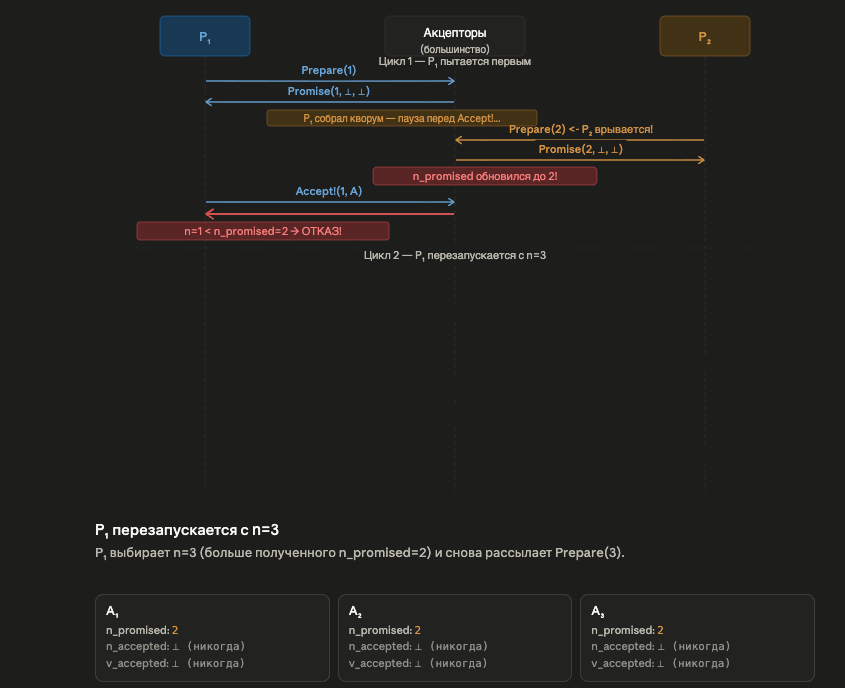 P₁
Акцепторы
(большинство)
P₂
Цикл 1 — P₁ пытается первым
Prepare(1)
Promise(1, ⊥, ⊥)
P₁ собрал кворум — пауза перед Accept!...
Prepare(2) <- P₂ врывается!
Promise(2, ⊥, ⊥)
n_promised обновился до 2!
Accept!(1, A)
n=1 < n_promised=2 → ОТКАЗ!
Цикл 2 — P₁ перезапускается с n=3
P₁ перезапускается с n=3
P₁ выбирает n=3 (больше полученного n_promised=2) и снова рассылает Prepare(3).
A₁
n_promised: 2
n_accepted: ⊥ (никогда)
v_accepted: ⊥ (никогда)
A₂
n_promised: 2
n_accepted: ⊥ (никогда)
v_accepted: ⊥ (никогда)
A₃
n_promised: 2
n_accepted: ⊥ (никогда)
v_accepted: ⊥ (никогда)